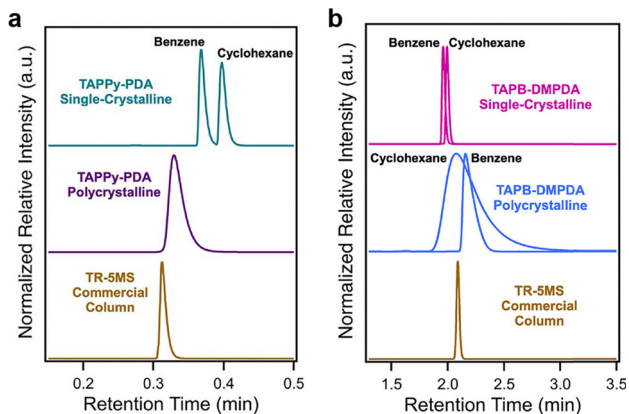 a
Normalized Relative Intensity (a.u.)
Benzene
Cyclohexane
TAPPy-PDA
Single-Crystalline
TAPPy-PDA
Polycrystalline
TR-5MS
Commercial
Column
0.2 0.3 0.4 0.5
Retention Time (min)
b
Normalized Relative Intensity (a.u.)
Benzene Cyclohexane
TAPB-DMPDA
Single-Crystalline
Cyclohexane Benzene
TAPB-DMPDA
Polycrystalline
TR-5MS
Commercial
Column
1.5 2.0 2.5 3.0 3.5
Retention Time (min)